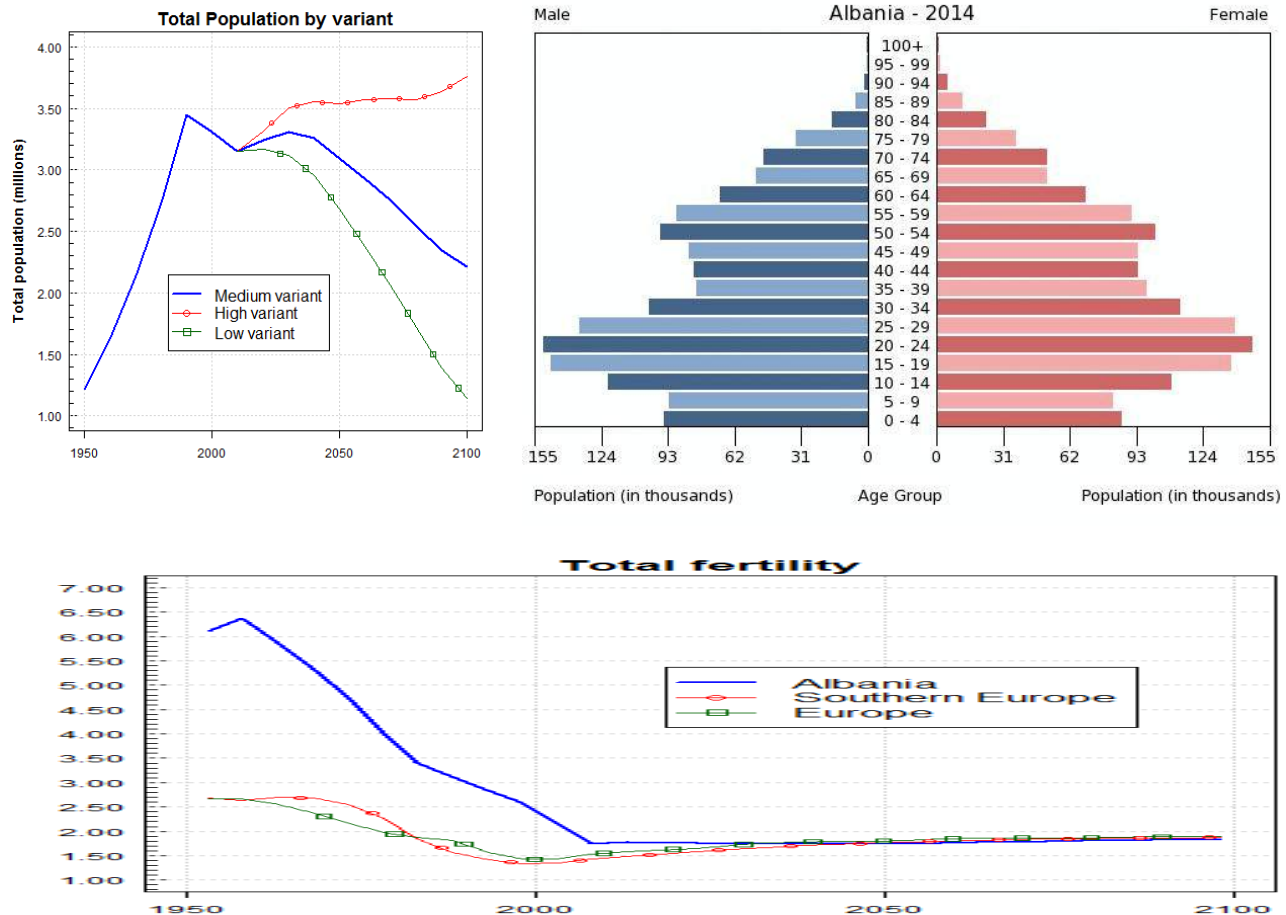 Total Population by variant
Total population (millions)
4.00
3.50
3.00
2.50
2.00
1.50
1.00
Medium variant
High variant
Low variant
1950 2000 2050 2100
Male Albania - 2014 Female
100+
95 - 99
90 - 94
85 - 89
80 - 84
75 - 79
70 - 74
65 - 69
60 - 64
55 - 59
50 - 54
45 - 49
40 - 44
35 - 39
30 - 34
25 - 29
20 - 24
15 - 19
10 - 14
5 - 9
0 - 4
155 124 93 62 31 0 0 31 62 93 124 155
Population (in thousands) Age Group Population (in thousands)
Total fertility
7.00
6.50
6.00
5.50
5.00
4.50
4.00
3.50
3.00
2.50
2.00
1.50
1.00
Albania
Southern Europe
Europe
1950 2000 2050 2100